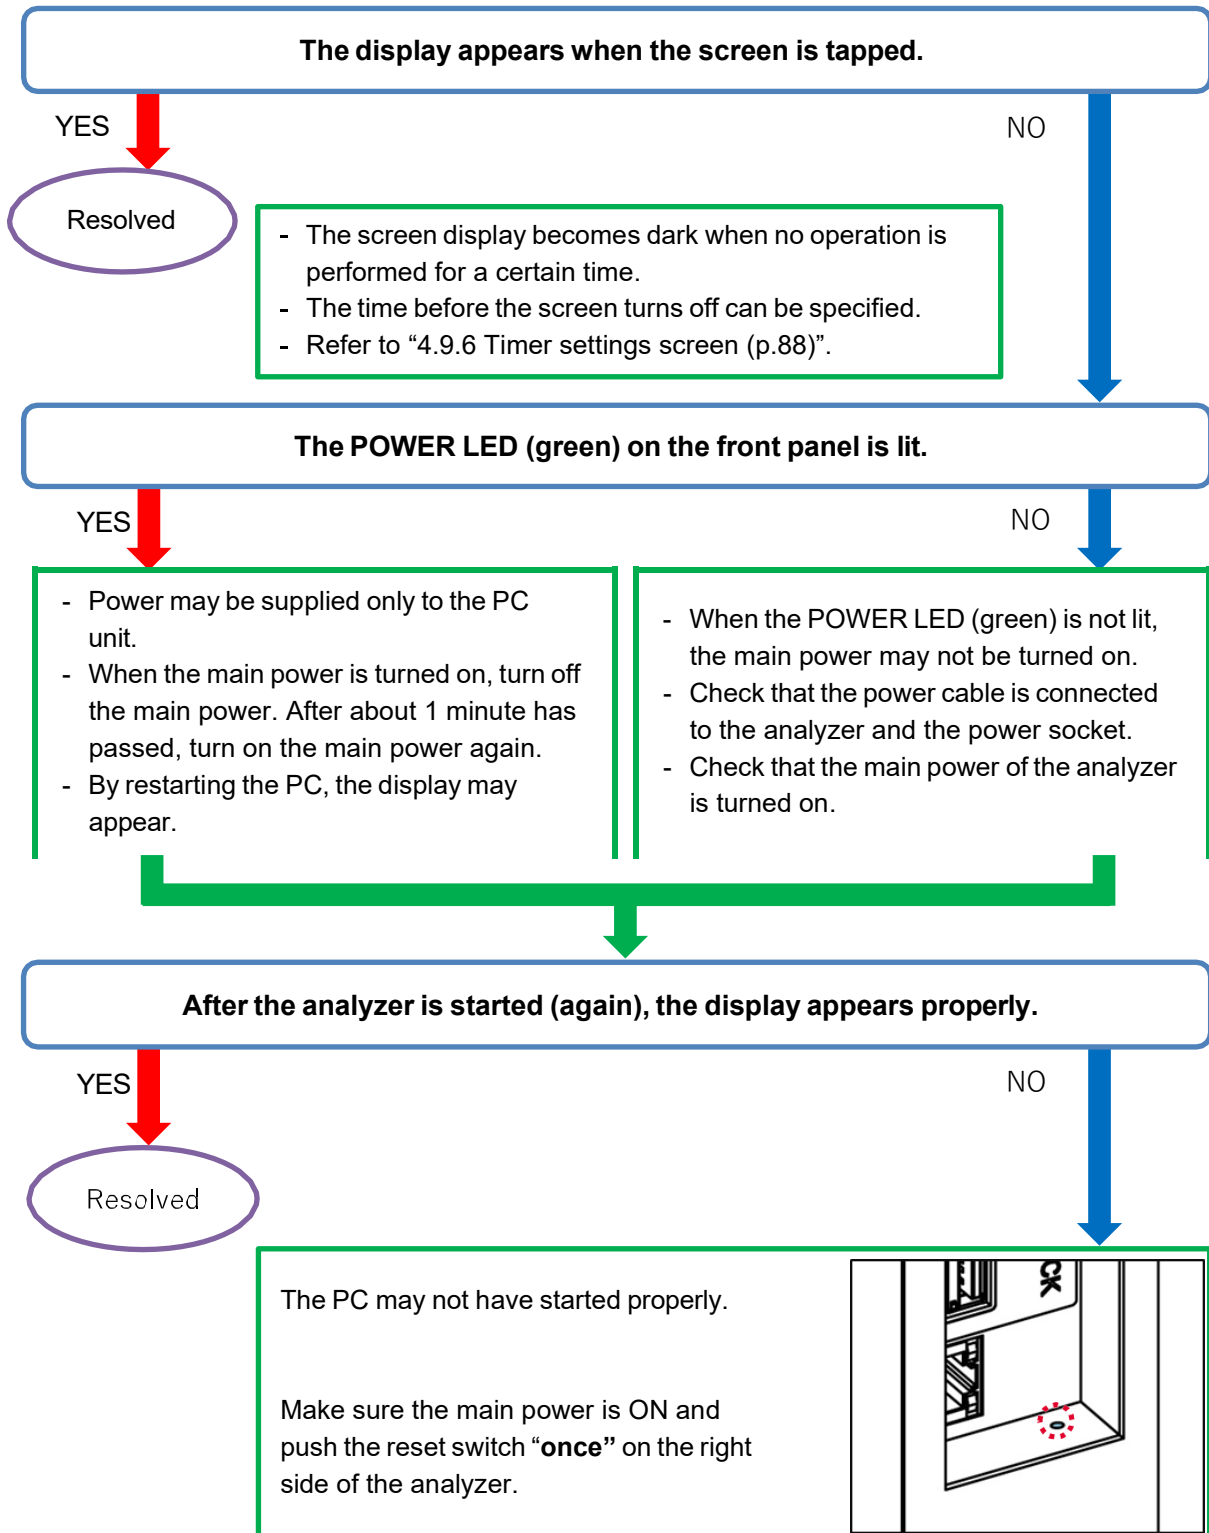 The display appears when the screen is tapped.
YES
NO
Resolved
- The screen display becomes dark when no operation is
performed for a certain time.
- The time before the screen turns off can be specified.
- Refer to “4.9.6 Timer settings screen (p.88)”.
The POWER LED (green) on the front panel is lit.
YES
NO
- Power may be supplied only to the PC
unit.
- When the main power is turned on, turn off
the main power. After about 1 minute has
passed, turn on the main power again.
- By restarting the PC, the display may
appear.
- When the POWER LED (green) is not lit,
the main power may not be turned on.
- Check that the power cable is connected
to the analyzer and the power socket.
- Check that the main power of the analyzer
is turned on.
After the analyzer is started (again), the display appears properly.
YES
NO
Resolved
The PC may not have started properly.
Make sure the main power is ON and
push the reset switch “once” on the right
side of the analyzer.
CK